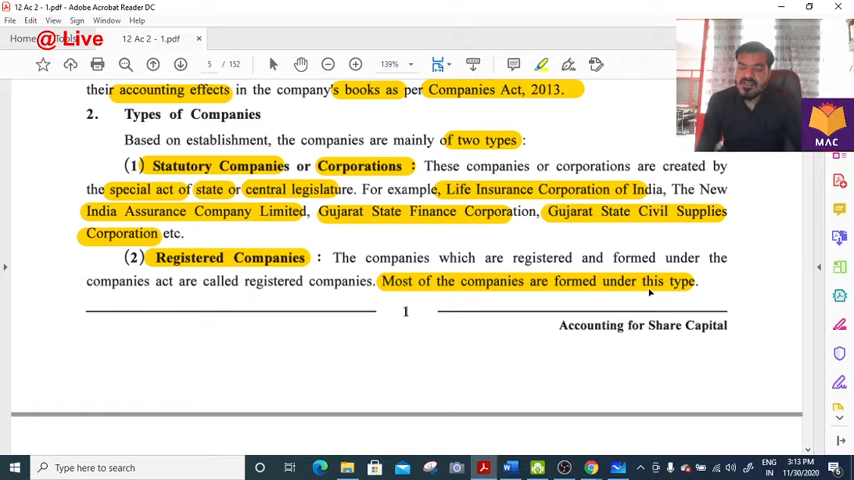 12 Ac 2 - 1.pdf - Adobe Acrobat Reader DC
File Edit View Sign Window Help
Home Tools 12 Ac 2 - 1.pdf ×
@ Live
5 / 152
139%
their accounting effects in the company's books as per Companies Act, 2013.
2. Types of Companies
Based on establishment, the companies are mainly of two types :
(1) Statutory Companies or Corporations : These companies or corporations are created by
the special act of state or central legislature. For example, Life Insurance Corporation of India, The New
India Assurance Company Limited, Gujarat State Finance Corporation, Gujarat State Civil Supplies
Corporation etc.
(2) Registered Companies : The companies which are registered and formed under the
companies act are called registered companies. Most of the companies are formed under this type.
1
Accounting for Share Capital
MAC
Type here to search
ENG
IN
3:13 PM
11/30/2020